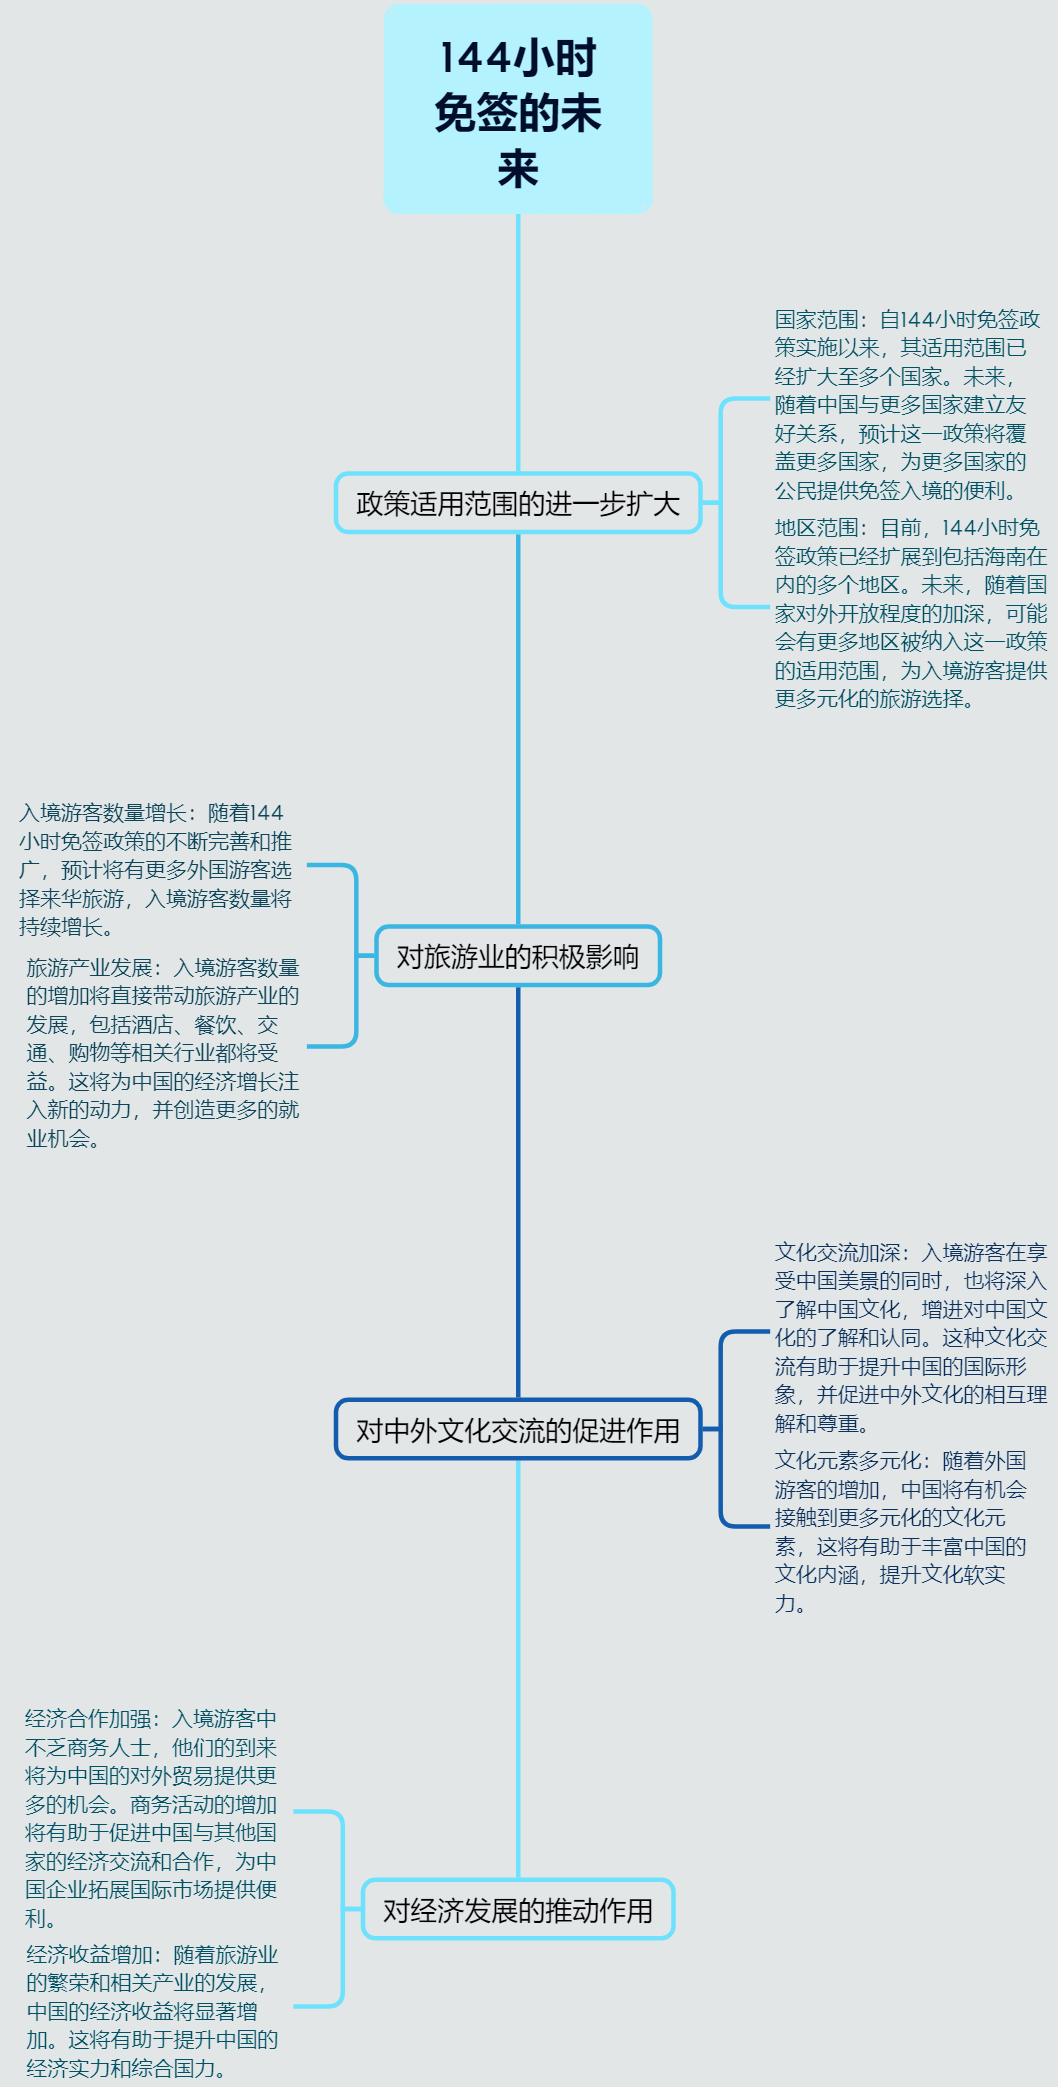 144小时
免签的未
来
国家范围：自144小时免签政
策实施以来，其适用范围已
经扩大至多个国家。未来，
随着中国与更多国家建立友
好关系，预计这一政策将覆
盖更多国家，为更多国家的
公民提供免签入境的便利。
政策适用范围的进一步扩大
地区范围：目前，144小时免
签政策已经扩展到包括海南在
内的多个地区。未来，随着国
家对外开放程度的加深，可能
会有更多地区被纳入这一政策
的适用范围，为入境游客提供
更多元化的旅游选择。
入境游客数量增长：随着144
小时免签政策的不断完善和推
广，预计将有更多外国游客选
择来华旅游，入境游客数量将
持续增长。
对旅游业的积极影响
旅游产业发展：入境游客数量
的增加将直接带动旅游产业的
发展，包括酒店、餐饮、交
通、购物等相关行业都将受
益。这将为中国的经济增长注
入新的动力，并创造更多的就
业机会。
文化交流加深：入境游客在享
受中国美景的同时，也将深入
了解中国文化，增进对中国文
化的了解和认同。这种文化交
流有助于提升中国的国际形
象，并促进中外文化的相互理
解和尊重。
对中外文化交流的促进作用
文化元素多元化：随着外国
游客的增加，中国将有机会
接触到更多元化的文化元
素，这将有助于丰富中国的
文化内涵，提升文化软实
力。
经济合作加强：入境游客中
不乏商务人士，他们的到来
将为中国的对外贸易提供更
多的机会。商务活动的增加
将有助于促进中国与其他国
家的经济交流和合作，为中
国企业拓展国际市场提供便
利。
对经济发展的推动作用
经济收益增加：随着旅游业
的繁荣和相关产业的发展，
中国的经济收益将显著增
加。这将有助于提升中国的
经济实力和综合国力。